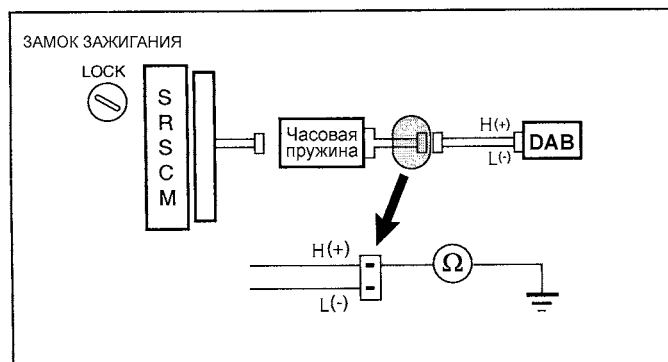 ЗАМОК ЗАЖИГАНИЯ
LOCK
S
R
S
C
M
Часовая
пружина
H(+)
L(-)
DAB
H(+)
L(-)
Ω